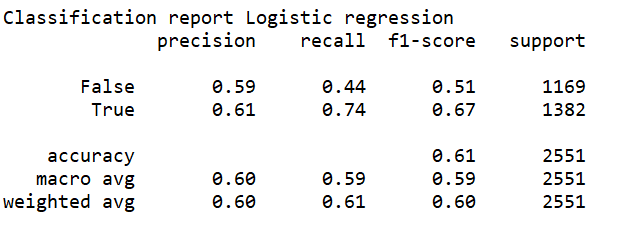 Classification report Logistic regression
precision recall f1-score support
False 0.59 0.44 0.51 1169
True 0.61 0.74 0.67 1382
accuracy 0.61 2551
macro avg 0.60 0.59 0.59 2551
weighted avg 0.60 0.61 0.60 2551